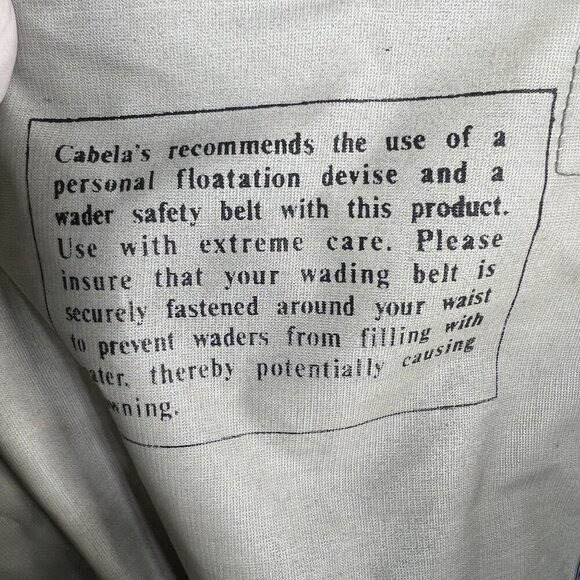 Cabela's recommends the use of a
personal floatation devise and a
wader safety belt with this product.
Use with extreme care. Please
insure that your wading belt is
securely fastened around your waist
to prevent waders from filling with
ater, thereby potentially causing
wning.